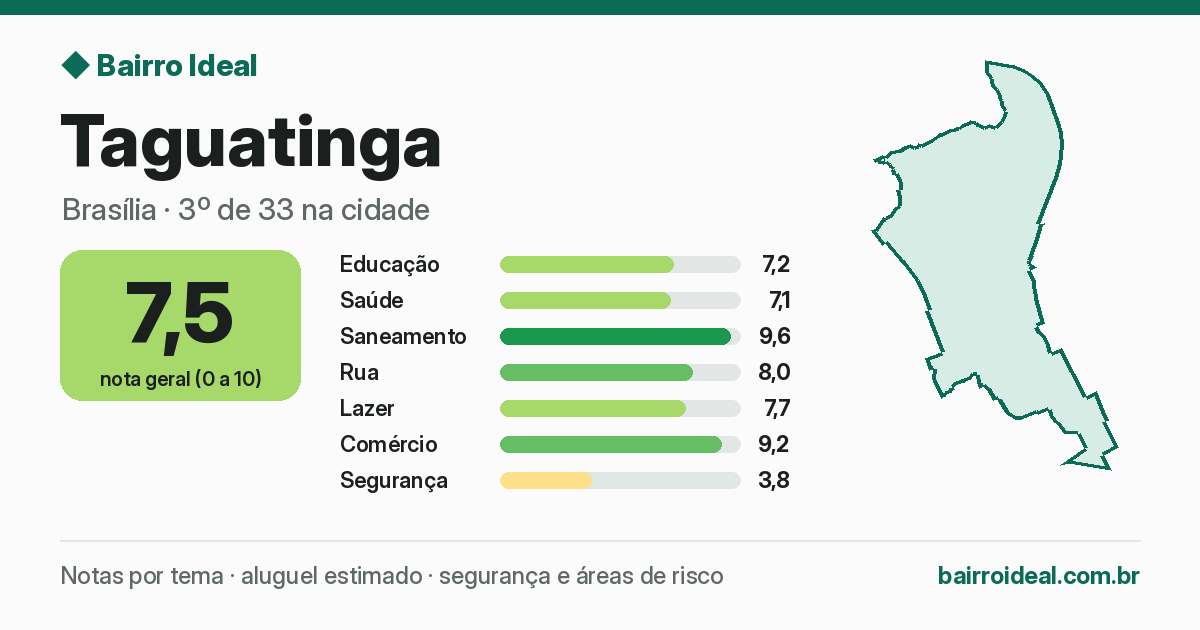 Bairro Ideal
Taguatinga
Brasília · 3º de 33 na cidade
7,5
nota geral (0 a 10)
Educação 7,2
Saúde 7,1
Saneamento 9,6
Rua 8,0
Lazer 7,7
Comércio 9,2
Segurança 3,8
Notas por tema · aluguel estimado · segurança e áreas de risco
bairroideal.com.br